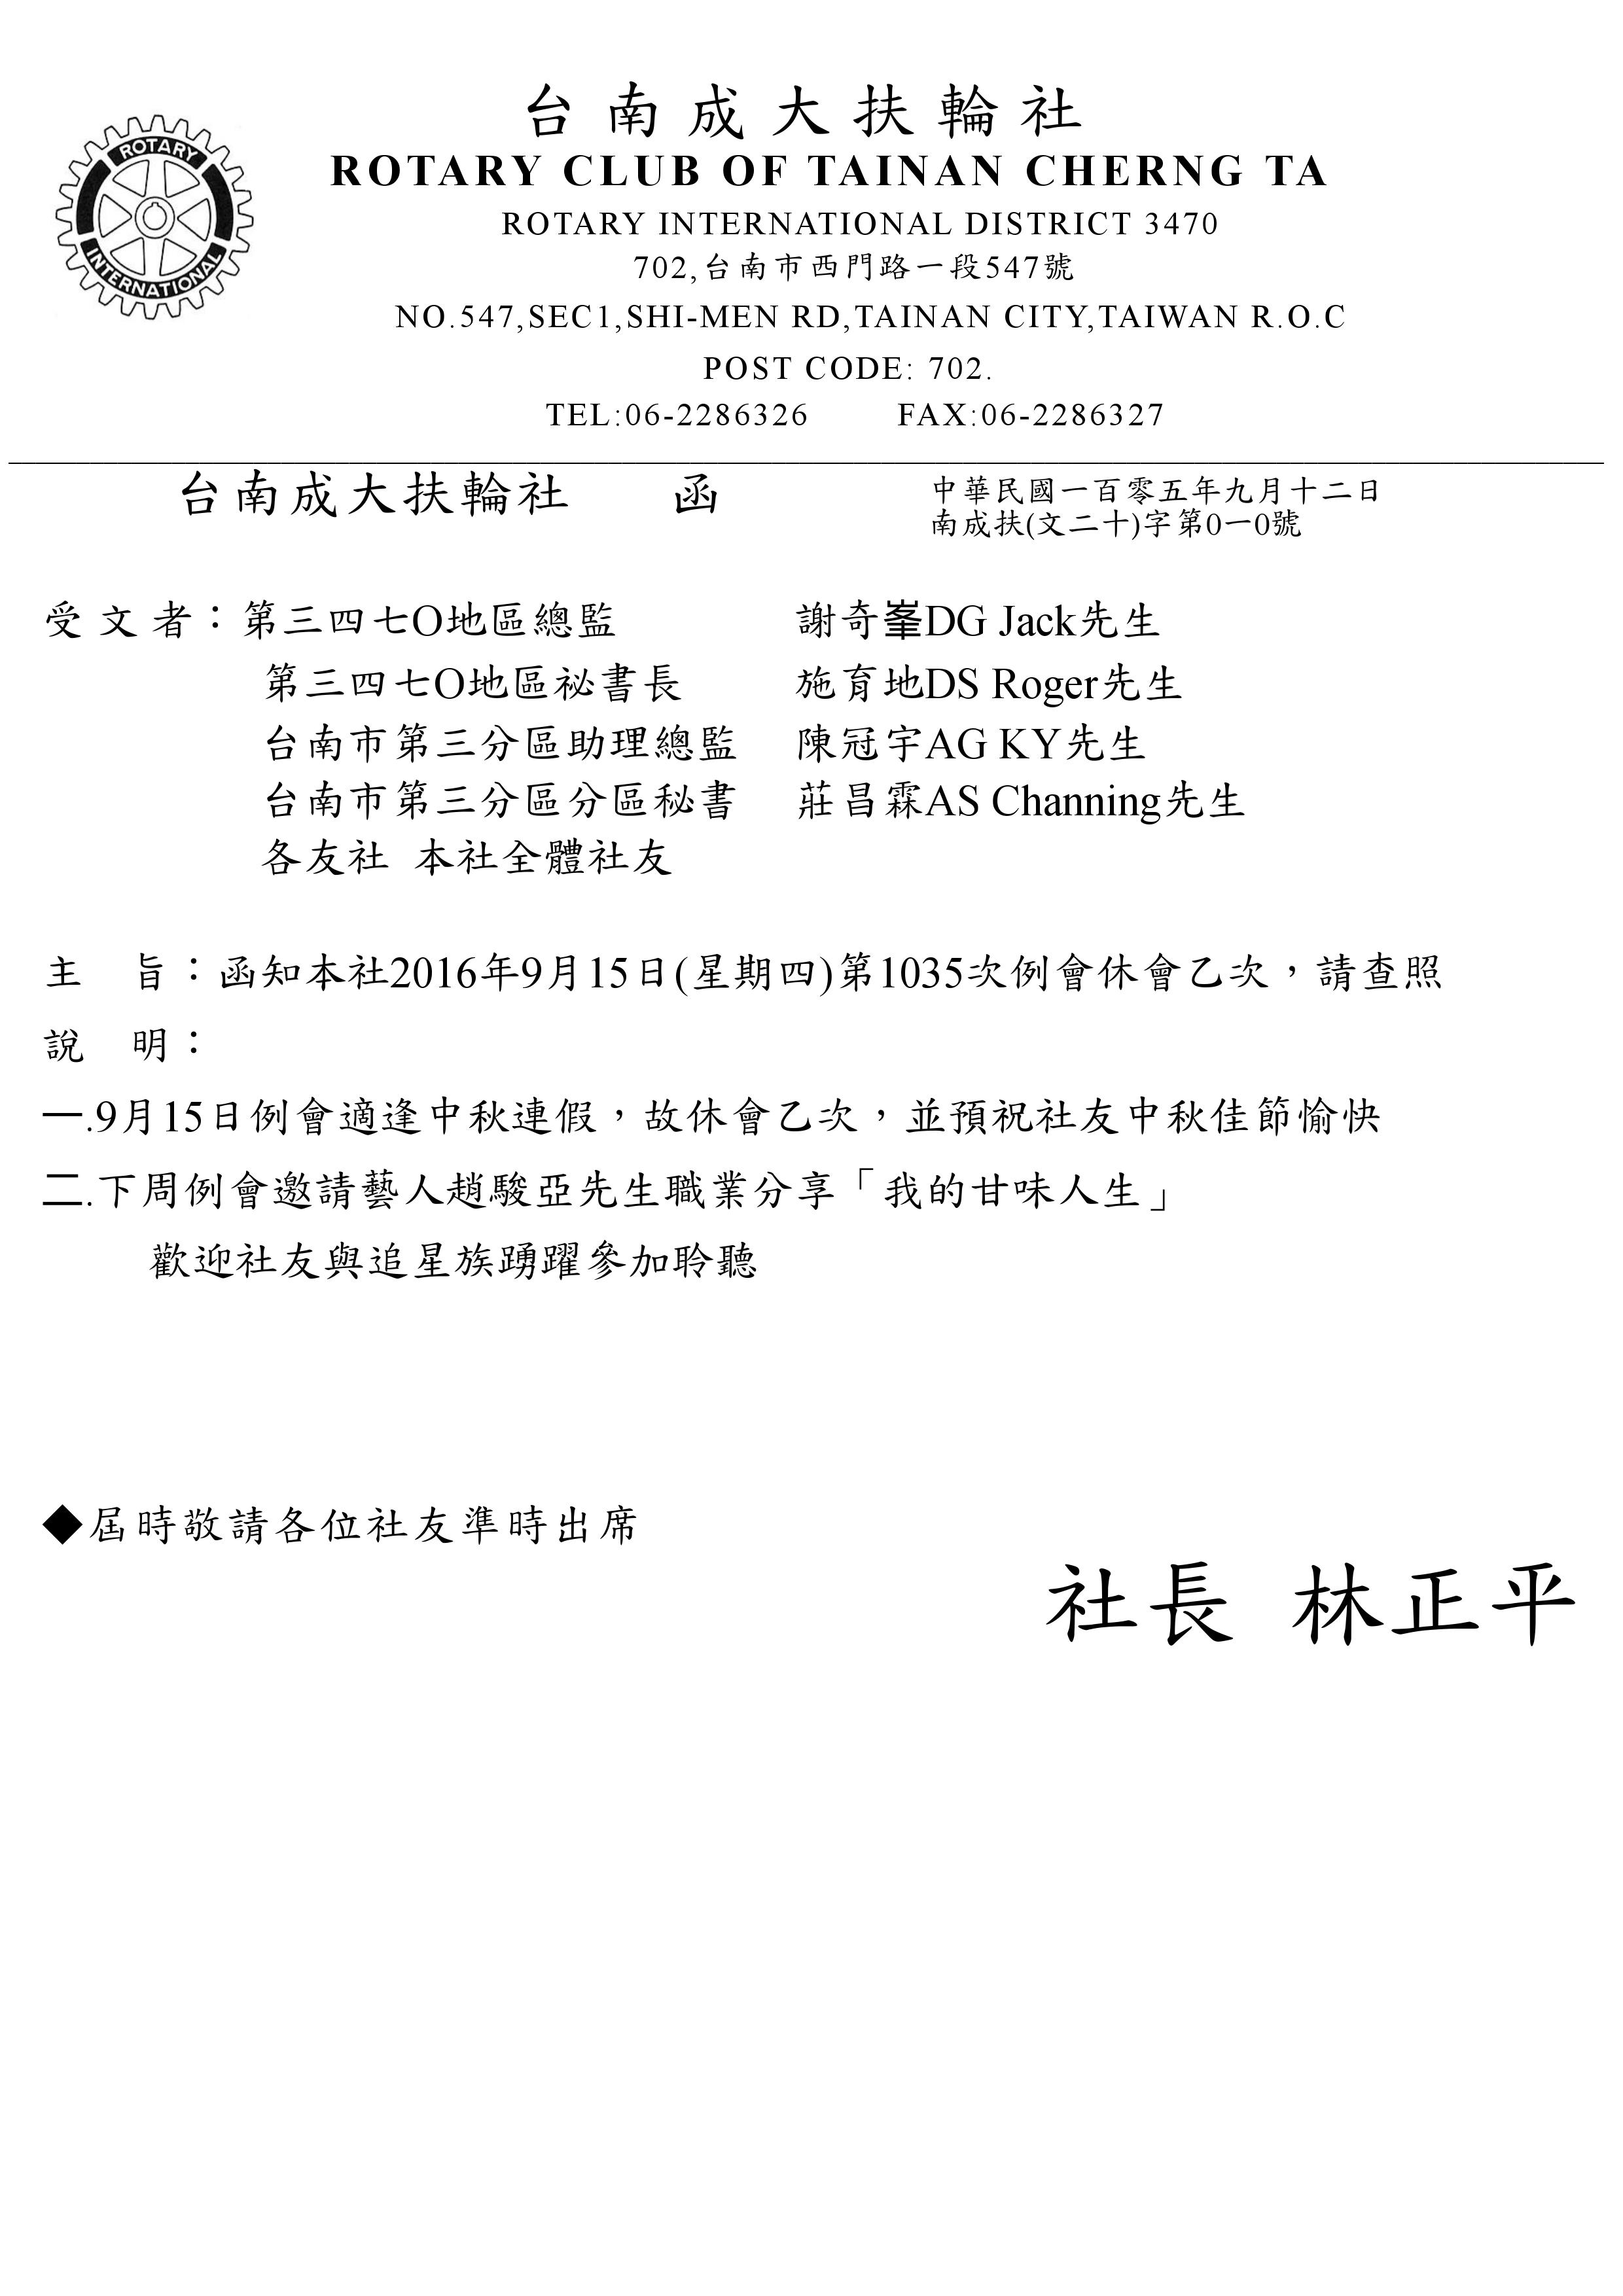 台南成大扶輪社
ROTARY CLUB OF TAINAN CHERNG TA
ROTARY INTERNATIONAL DISTRICT 3470
702,台南市西門路一段547號
NO.547,SEC1,SHI-MEN RD,TAINAN CITY,TAIWAN R.O.C
POST CODE: 702.
TEL:06-2286326 FAX:06-2286327
ROTARY
INTERNATIONAL
台南成大扶輪社 函
中華民國一百零五年九月十二日
南成扶(文二十)字第0一0號
受文者：第三四七O地區總監 謝奇峯DG Jack先生
第三四七O地區祕書長 施育地DS Roger先生
台南市第三分區助理總監 陳冠宇AG KY先生
台南市第三分區分區秘書 莊昌霖AS Channing先生
各友社 本社全體社友
主 旨：函知本社2016年9月15日(星期四)第1035次例會休會乙次，請查照
說 明：
一.9月15日例會適逢中秋連假，故休會乙次，並預祝社友中秋佳節愉快
二.下周例會邀請藝人趙駿亞先生職業分享「我的甘味人生」
歡迎社友與追星族踴躍參加聆聽
◆屆時敬請各位社友準時出席
社長 林正平